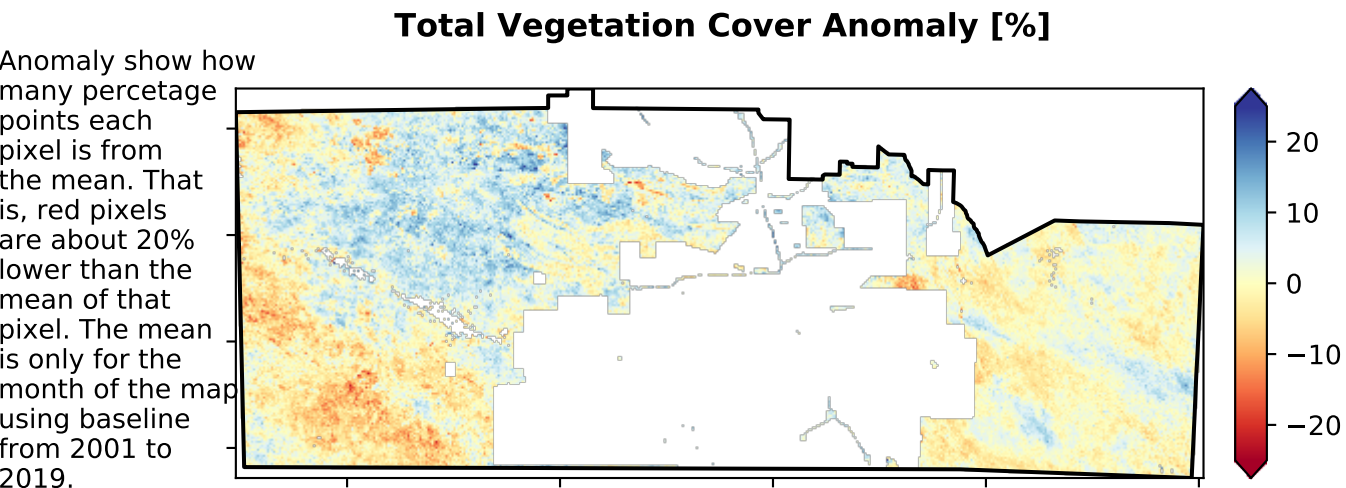 Total Vegetation Cover Anomaly [%]
Anomaly show how
many percetage
points each
pixel is from
the mean. That
is, red pixels
are about 20%
lower than the
mean of that
pixel. The mean
is only for the
month of the map
using baseline
from 2001 to
2019.
20
10
0
−10
−20